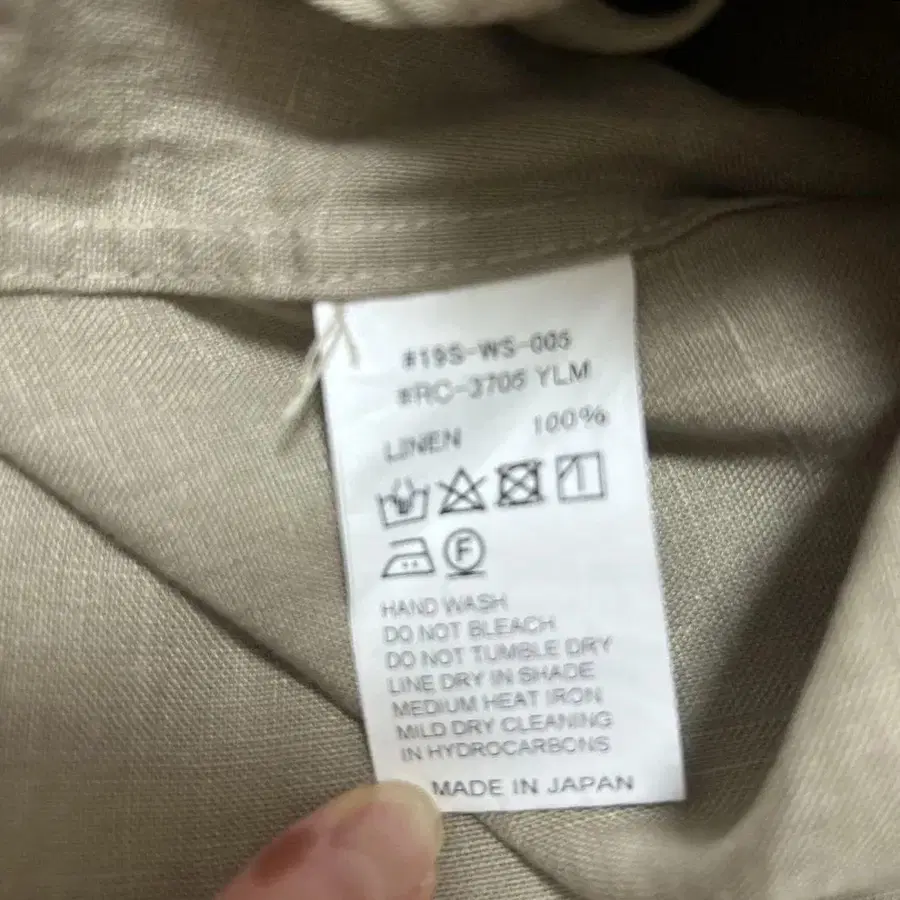 #19S-WS-005
#RC-3705 YLM
LINEN 100%
F
HAND WASH
DO NOT BLEACH
DO NOT TUMBLE DRY
LINE DRY IN SHADE
MEDIUM HEAT IRON
MILD DRY CLEANING
IN HYDROCARBONS
MADE IN JAPAN